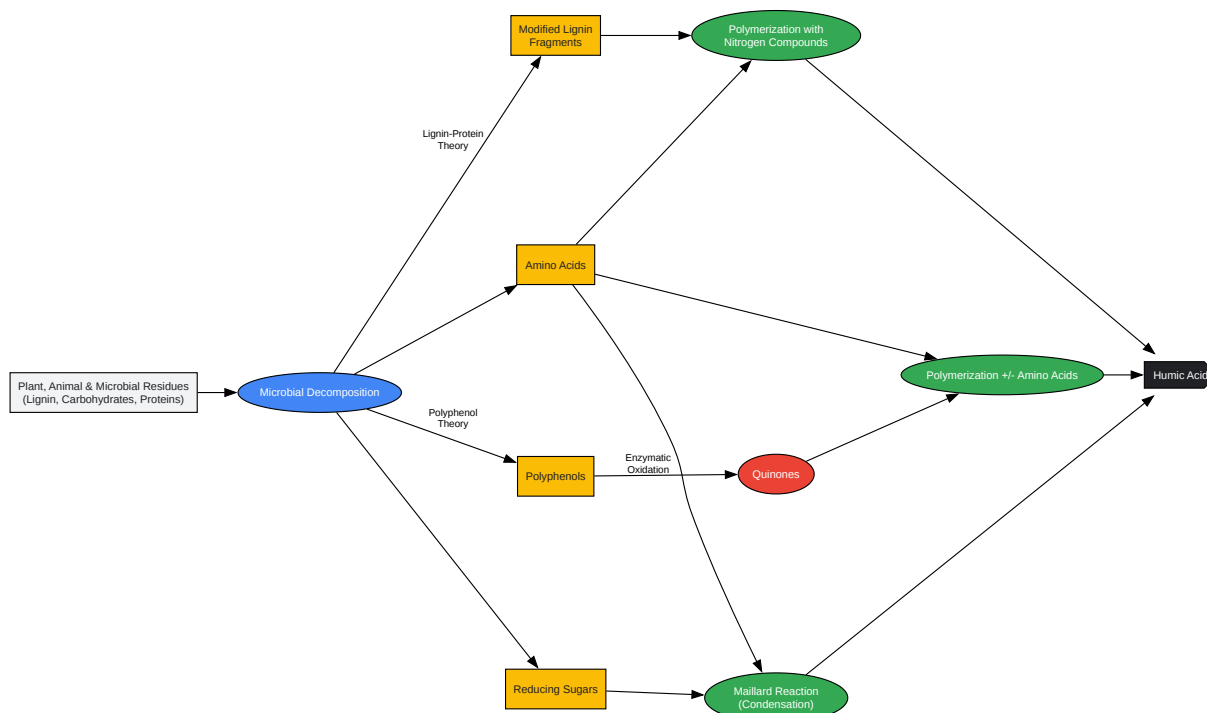 Modified Lignin
Fragments
Polymerization with
Nitrogen Compounds
Lignin-Protein
Theory
Amino Acids
Plant, Animal & Microbial Residues
(Lignin, Carbohydrates, Proteins)
Microbial Decomposition
Polymerization +/- Amino Acids
Humic Acid
Polyphenol
Theory
Polyphenols
Enzymatic
Oxidation
Quinones
Reducing Sugars
Maillard Reaction
(Condensation)